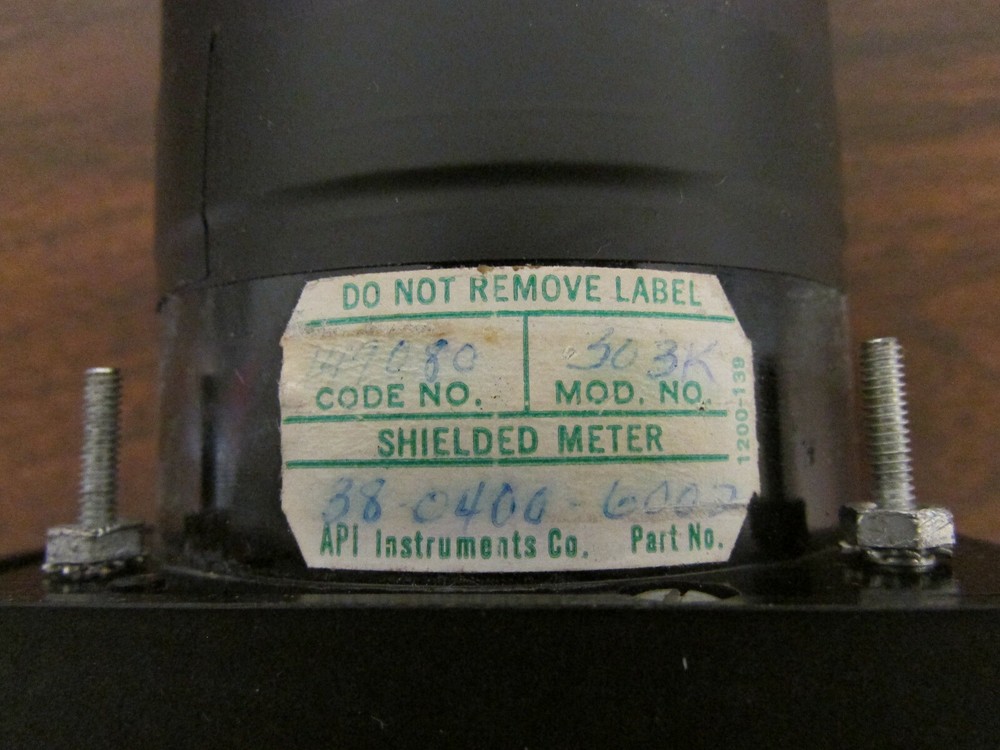 DO NOT REMOVE LABEL
303K
CODE NO. MOD. NO.
SHIELDED METER
38-0400-6002
API Instruments Co. Part No.
1200-139